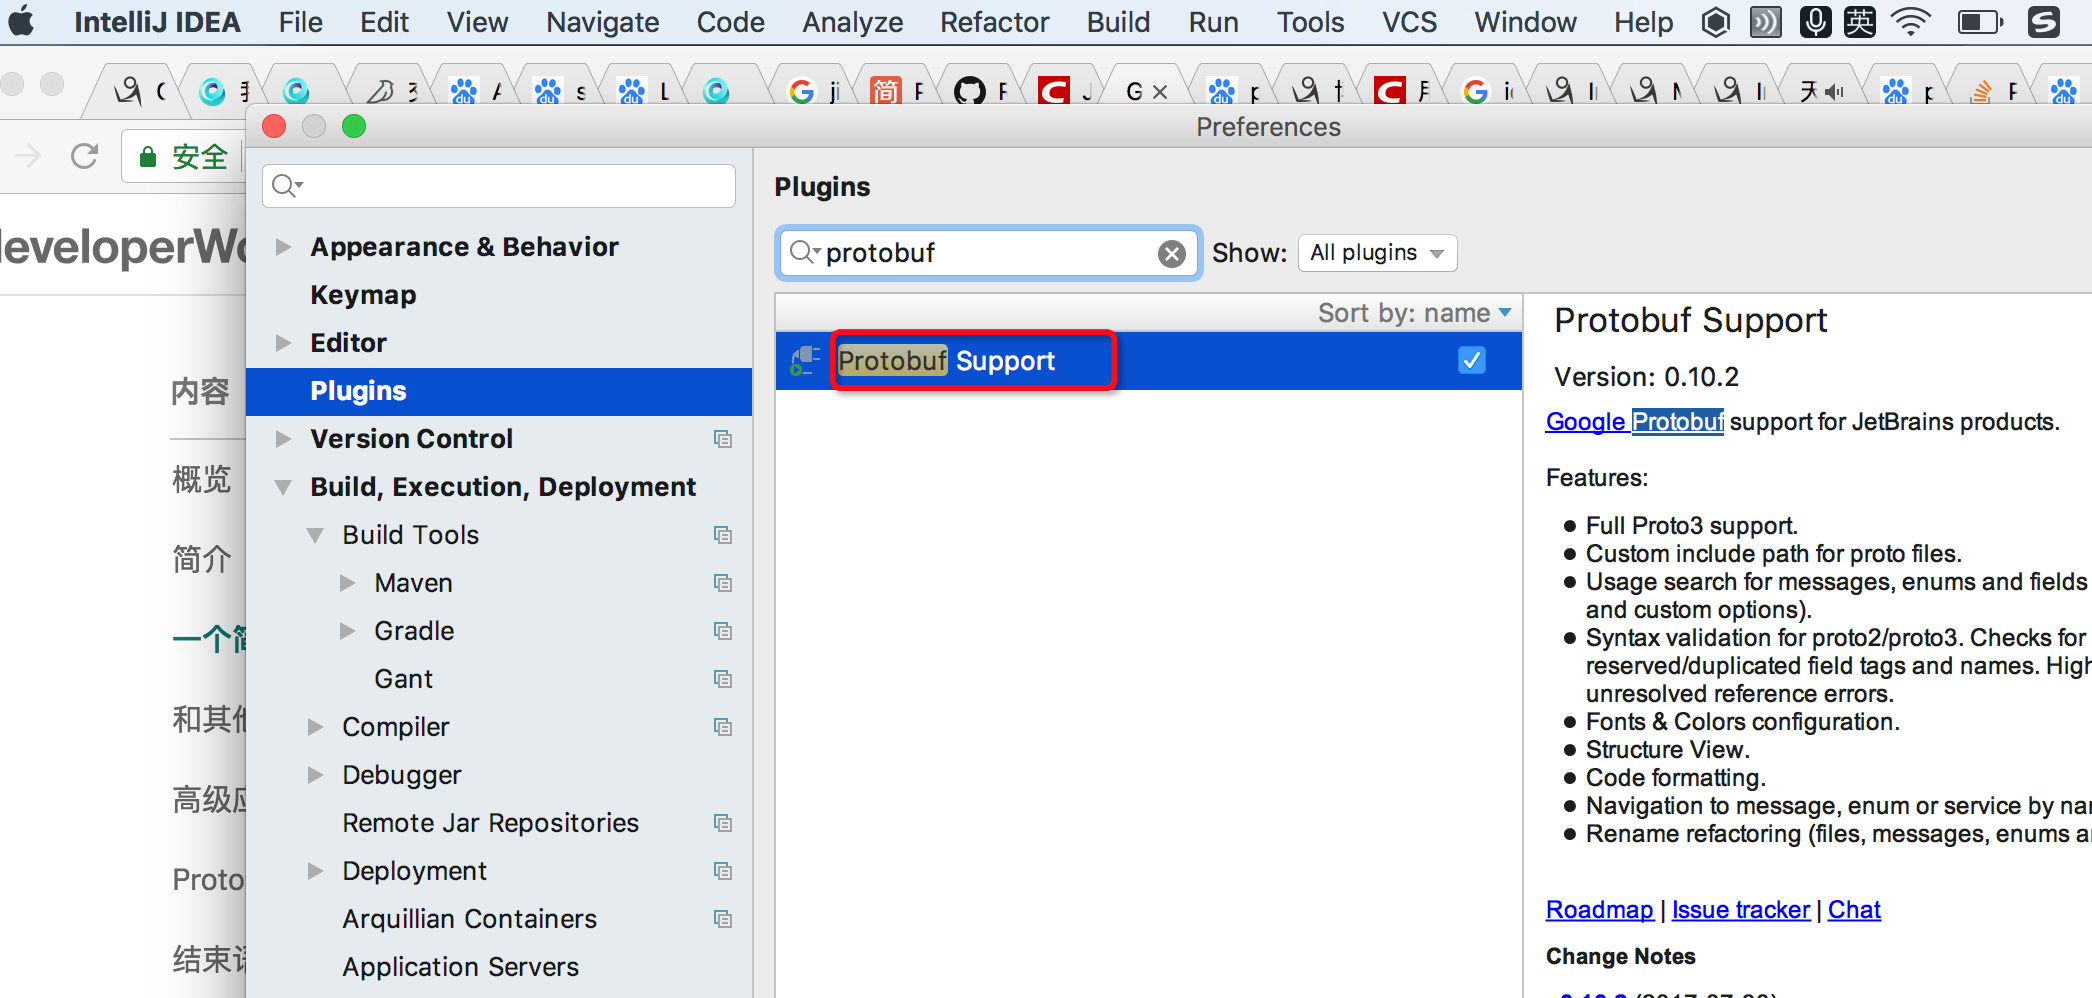 IntelliJ IDEA File Edit View Navigate Code Analyze Refactor Build Run Tools VCS Window Help 英
安全
Preferences
Plugins
protobuf Show: All plugins
Sort by: name
Protobuf Support
Appearance & Behavior
Keymap
Editor
Plugins
Version Control
Build, Execution, Deployment
Build Tools
Maven
Gradle
Gant
Compiler
Debugger
Remote Jar Repositories
Deployment
Arquillian Containers
Application Servers
Protobuf Support
Version: 0.10.2
Google Protobuf support for JetBrains products.
Features:
Full Proto3 support.
Custom include path for proto files.
Usage search for messages, enums and fields
and custom options).
Syntax validation for proto2/proto3. Checks for
reserved/duplicated field tags and names. High
unresolved reference errors.
Fonts & Colors configuration.
Structure View.
Code formatting.
Navigation to message, enum or service by nam
Rename refactoring (files, messages, enums a
Roadmap | Issue tracker | Chat
Change Notes
developerWo
内容
概览
简介
一个简
和其他
高级应
Proto
结束语